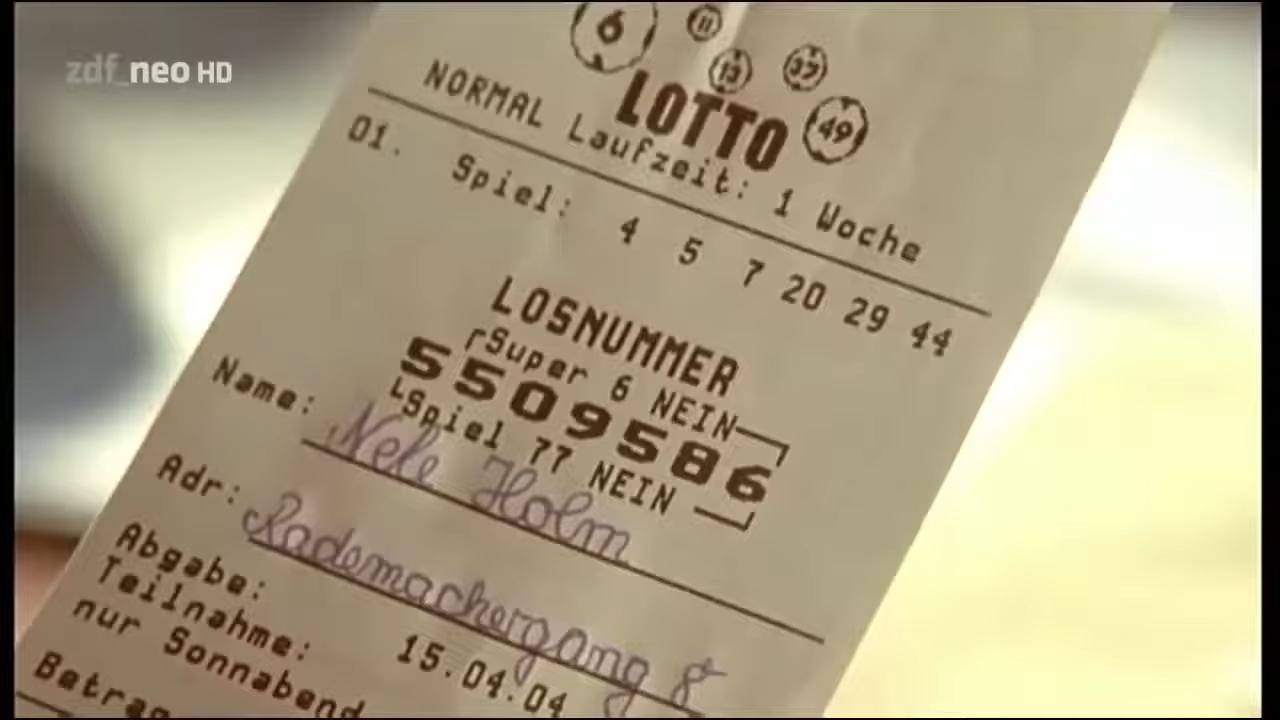 zdf_neo HD
6 11
13 37
LOTTO 49
NORMAL Laufzeit: 1 Woche
01. Spiel: 4 5 7 20 29 44
LOSNUMMER
Super 6 NEIN
5509586
Spiel 77 NEIN
Name: Nele Holm
Adr: Rademachergang 8
Abgabe: 15.04.04
Teilnahme:
nur Sonnabend
Betrag